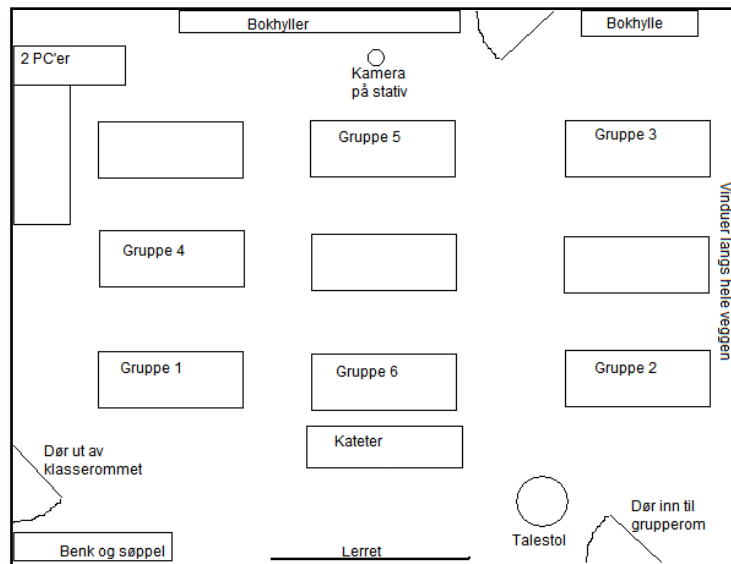 Bokhyller
Bokhylle
2 PC'er
Kamera
på stativ
Gruppe 5
Gruppe 3
Vinduer langs hele veggen
Gruppe 4
Gruppe 1
Gruppe 6
Gruppe 2
Kateter
Dør ut av
klasserommet
Dør inn til
grupperom
Talestol
Benk og søppel
Lerret